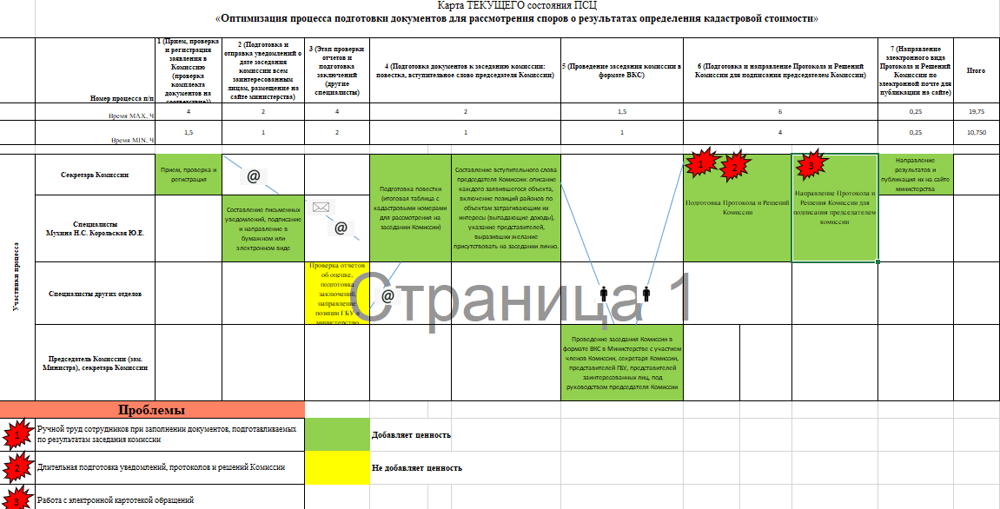 Карта ТЕКУЩЕГО состояния ПСЦ
«Оптимизация процесса подготовки документов для рассмотрения споров о результатах определения кадастровой стоимости»
Номер процесса п/п
1 (Прием, проверка
и регистрация
заявления в
Комиссию
(проверка
комплекта
документов на
соответствие))
2 (Подготовка и
отправка уведомлений о
дате заседания
комиссии всем
заинтересованным
лицам, размещение на
сайте министерства)
3 (Этап проверки
отчетов и
подготовка
заключений
(другие
специалисты)
4 (Подготовка документов к заседанию комиссии:
повестка, вступительное слово председателя Комиссии)
5 (Проведение заседания комиссии в
формате ВКС)
6 (Подготовка и направление Протокола и Решений
Комиссии для подписания председателем Комиссии)
7 (Направление
электронного вида
Протокола и Решений
Комиссии по
электронной почте для
публикации на сайте)
Итого
Время MAX, Ч
4
2
4
2
1,5
6
0,25
19,75
Время MIN, Ч
1,5
1
2
1
1
4
0,25
10,750
Участники процесса
Секретарь Комиссии
Прием, проверка и
регистрация
@
Подготовка повестки
(итоговая таблица с
кадастровыми номерами
для рассмотрения на
заседании Комиссии)
Составление вступительного слова
председателя Комиссии: описание
каждого заявившегося объекта,
включение позиций районов по
объектам затрагивающим их
интересы (выпадающие доходы),
указание представителей,
выразивших желание
присутствовать на заседании лично.
1
2
Подготовка Протокола и Решений
Комиссии
3
Направление Протокола и
Решения Комиссии для
подписания председателем
комиссии
Направление
результатов и
публикация их на сайте
министерства
Специалисты
Мухина Н.С. Корольская Ю.Е.
Составление письменных
уведомлений, подписание
и направление в
бумажном или
электронном виде
@
Специалисты других отделов
Проверка отчетов
об оценке,
подготовка
заключений,
направление
позиции ГБУ в
министерство
@
Страница 1
Председатель Комиссии (зам.
Министра), секретарь Комиссии
Проведение заседания Комиссии в
формате ВКС в Министерстве с участием
членов Комиссии, секретаря Комиссии,
представителей ГБУ, представителей
заинтересованных лиц, под
руководством председателя Комиссии
Проблемы
1
Ручной труд сотрудников при заполнении документов, подготавливаемых
по результатам заседания комиссии
Добавляет ценность
2
Длительная подготовка уведомлений, протоколов и решений Комиссии
Не добавляет ценность
3
Работа с электронной картотекой обращений